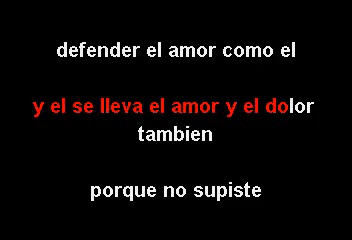 defender el amor como el
y el se lleva el amor y el dolor
tambien
porque no supiste